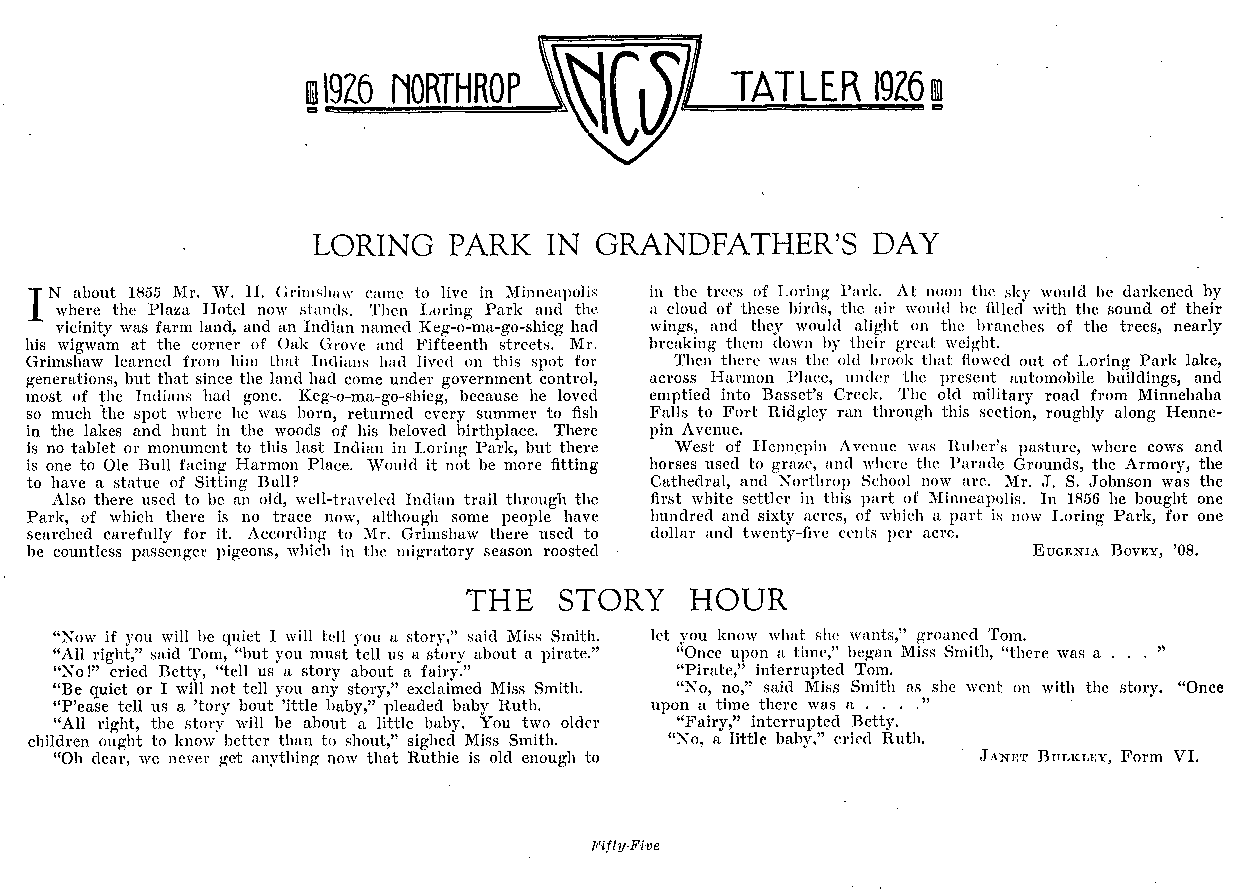 1926 NORTHROP NCS TATLER 1926
LORING PARK IN GRANDFATHER'S DAY
IN about 1855 Mr. W. H. Grimshaw came to live in Minneapolis
where the Plaza Hotel now stands. Then Loring Park and the
vicinity was farm land, and an Indian named Keg-o-ma-go-shieg had
his wigwam at the corner of Oak Grove and Fifteenth streets. Mr.
Grimshaw learned from him that Indians had lived on this spot for
generations, but that since the land had come under government control,
most of the Indians had gone. Keg-o-ma-go-shieg, because he loved
so much the spot where he was born, returned every summer to fish
in the lakes and hunt in the woods of his beloved birthplace. There
is no tablet or monument to this last Indian in Loring Park, but there
is one to Ole Bull facing Harmon Place. Would it not be more fitting
to have a statue of Sitting Bull?
Also there used to be an old, well-traveled Indian trail through the
Park, of which there is no trace now, although some people have
searched carefully for it. According to Mr. Grimshaw there used to
be countless passenger pigeons, which in the migratory season roosted
in the trees of Loring Park. At noon the sky would be darkened by
a cloud of these birds, the air would be filled with the sound of their
wings, and they would alight on the branches of the trees, nearly
breaking them down by their great weight.
Then there was the old brook that flowed out of Loring Park lake,
across Harmon Place, under the present automobile buildings, and
emptied into Basset's Creek. The old military road from Minnehaha
Falls to Fort Ridgley ran through this section, roughly along Henne-
pin Avenue.
West of Hennepin Avenue was Ruber's pasture, where cows and
horses used to graze, and where the Parade Grounds, the Armory, the
Cathedral, and Northrop School now are. Mr. J. S. Johnson was the
first white settler in this part of Minneapolis. In 1856 he bought one
hundred and sixty acres, of which a part is now Loring Park, for one
dollar and twenty-five cents per acre.
EUGENIA BOVEY, '08.
THE STORY HOUR
"Now if you will be quiet I will tell you a story," said Miss Smith.
"All right," said Tom, "but you must tell us a story about a pirate."
"No!" cried Betty, "tell us a story about a fairy."
"Be quiet or I will not tell you any story," exclaimed Miss Smith.
"P'ease tell us a 'tory bout 'ittle baby," pleaded baby Ruth.
"All right, the story will be about a little baby. You two older
children ought to know better than to shout," sighed Miss Smith.
"Oh dear, we never get anything now that Ruthie is old enough to
let you know what she wants," groaned Tom.
"Once upon a time," began Miss Smith, "there was a . . . "
"Pirate," interrupted Tom.
"No, no," said Miss Smith as she went on with the story. "Once
upon a time there was a . . . ."
"Fairy," interrupted Betty.
"No, a little baby," cried Ruth.
JANET BULKLEY, Form VI.
Fifty-Five